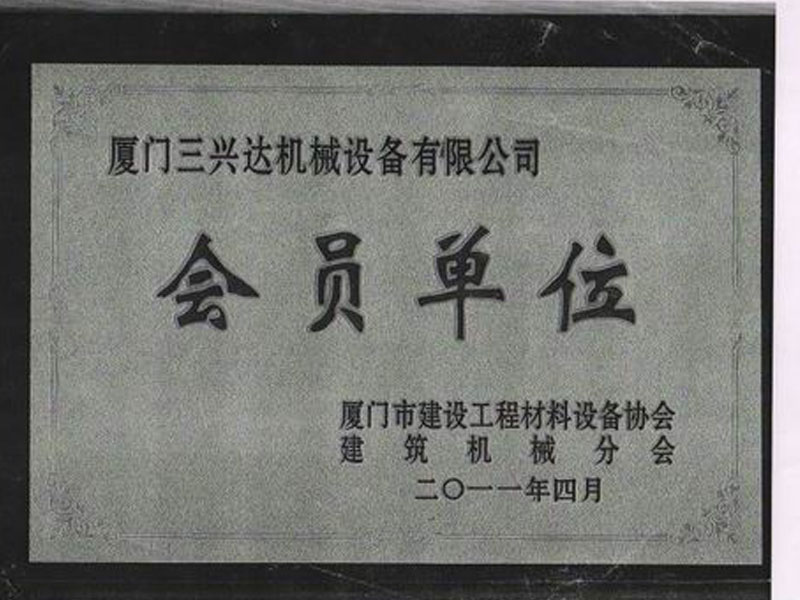 厦门三兴达机械设备有限公司
会员单位
厦门市建设工程材料设备协会
建筑机械分会
二〇一一年四月